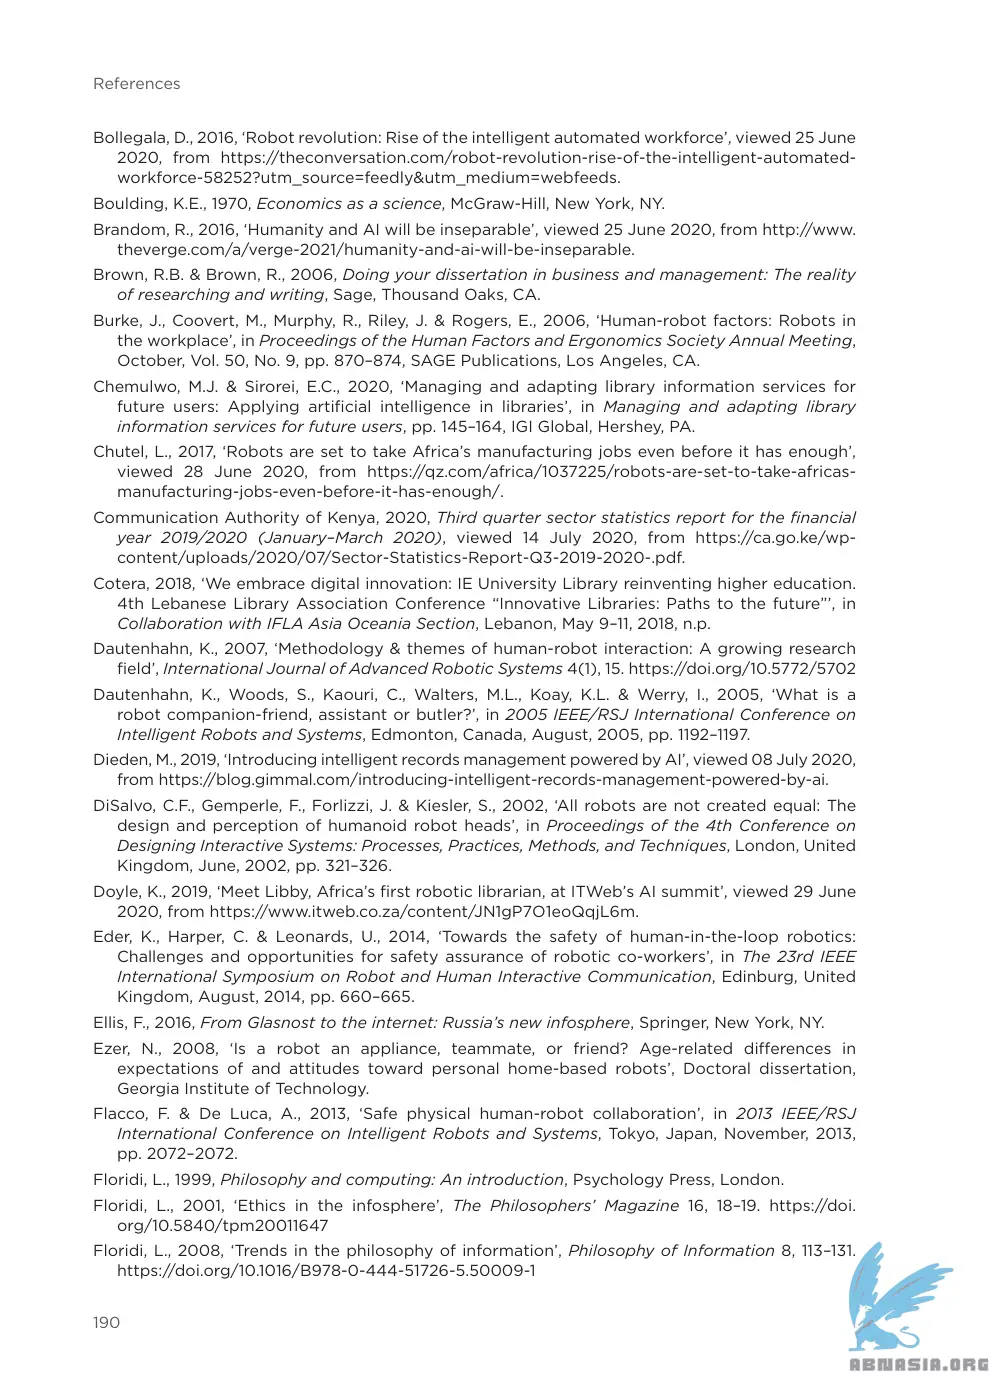 References
Bollegala, D., 2016, ‘Robot revolution: Rise of the intelligent automated workforce’, viewed 25 June
2020, from https://theconversation.com/robot-revolution-rise-of-the-intelligent-automated-
workforce-58252?utm_source=feedly&utm_medium=webfeeds.
Boulding, K.E., 1970, Economics as a science, McGraw-Hill, New York, NY.
Brandom, R., 2016, ‘Humanity and AI will be inseparable’, viewed 25 June 2020, from http://www.
theverge.com/a/verge-2021/humanity-and-ai-will-be-inseparable.
Brown, R.B. & Brown, R., 2006, Doing your dissertation in business and management: The reality
of researching and writing, Sage, Thousand Oaks, CA.
Burke, J., Coovert, M., Murphy, R., Riley, J. & Rogers, E., 2006, ‘Human-robot factors: Robots in
the workplace’, in Proceedings of the Human Factors and Ergonomics Society Annual Meeting,
October, Vol. 50, No. 9, pp. 870–874, SAGE Publications, Los Angeles, CA.
Chemulwo, M.J. & Sirorei, E.C., 2020, ‘Managing and adapting library information services for
future users: Applying artificial intelligence in libraries’, in Managing and adapting library
information services for future users, pp. 145–164, IGI Global, Hershey, PA.
Chutel, L., 2017, ‘Robots are set to take Africa’s manufacturing jobs even before it has enough’,
viewed 28 June 2020, from https://qz.com/africa/1037225/robots-are-set-to-take-africas-
manufacturing-jobs-even-before-it-has-enough/.
Communication Authority of Kenya, 2020, Third quarter sector statistics report for the financial
year 2019/2020 (January–March 2020), viewed 14 July 2020, from https://ca.go.ke/wp-
content/uploads/2020/07/Sector-Statistics-Report-Q3-2019-2020-.pdf.
Cotera, 2018, ‘We embrace digital innovation: IE University Library reinventing higher education.
4th Lebanese Library Association Conference “Innovative Libraries: Paths to the future”’, in
Collaboration with IFLA Asia Oceania Section, Lebanon, May 9–11, 2018, n.p.
Dautenhahn, K., 2007, ‘Methodology & themes of human-robot interaction: A growing research
field’, International Journal of Advanced Robotic Systems 4(1), 15. https://doi.org/10.5772/5702
Dautenhahn, K., Woods, S., Kaouri, C., Walters, M.L., Koay, K.L. & Werry, I., 2005, ‘What is a
robot companion-friend, assistant or butler?’, in 2005 IEEE/RSJ International Conference on
Intelligent Robots and Systems, Edmonton, Canada, August, 2005, pp. 1192–1197.
Dieden, M., 2019, ‘Introducing intelligent records management powered by AI’, viewed 08 July 2020,
from https://blog.gimmal.com/introducing-intelligent-records-management-powered-by-ai.
DiSalvo, C.F., Gemperle, F., Forlizzi, J. & Kiesler, S., 2002, ‘All robots are not created equal: The
design and perception of humanoid robot heads’, in Proceedings of the 4th Conference on
Designing Interactive Systems: Processes, Practices, Methods, and Techniques, London, United
Kingdom, June, 2002, pp. 321–326.
Doyle, K., 2019, ‘Meet Libby, Africa’s first robotic librarian, at ITWeb’s AI summit’, viewed 29 June
2020, from https://www.itweb.co.za/content/JN1gP7O1eoQqjL6m.
Eder, K., Harper, C. & Leonards, U., 2014, ‘Towards the safety of human-in-the-loop robotics:
Challenges and opportunities for safety assurance of robotic co-workers’, in The 23rd IEEE
International Symposium on Robot and Human Interactive Communication, Edinburg, United
Kingdom, August, 2014, pp. 660–665.
Ellis, F., 2016, From Glasnost to the internet: Russia’s new infosphere, Springer, New York, NY.
Ezer, N., 2008, ‘Is a robot an appliance, teammate, or friend? Age-related differences in
expectations of and attitudes toward personal home-based robots’, Doctoral dissertation,
Georgia Institute of Technology.
Flacco, F. & De Luca, A., 2013, ‘Safe physical human-robot collaboration’, in 2013 IEEE/RSJ
International Conference on Intelligent Robots and Systems, Tokyo, Japan, November, 2013,
pp. 2072–2072.
Floridi, L., 1999, Philosophy and computing: An introduction, Psychology Press, London.
Floridi, L., 2001, ‘Ethics in the infosphere’, The Philosophers’ Magazine 16, 18–19. https://doi.
org/10.5840/tpm20011647
Floridi, L., 2008, ‘Trends in the philosophy of information’, Philosophy of Information 8, 113–131.
https://doi.org/10.1016/B978-0-444-51726-5.50009-1
190
ABNASIA.ORG